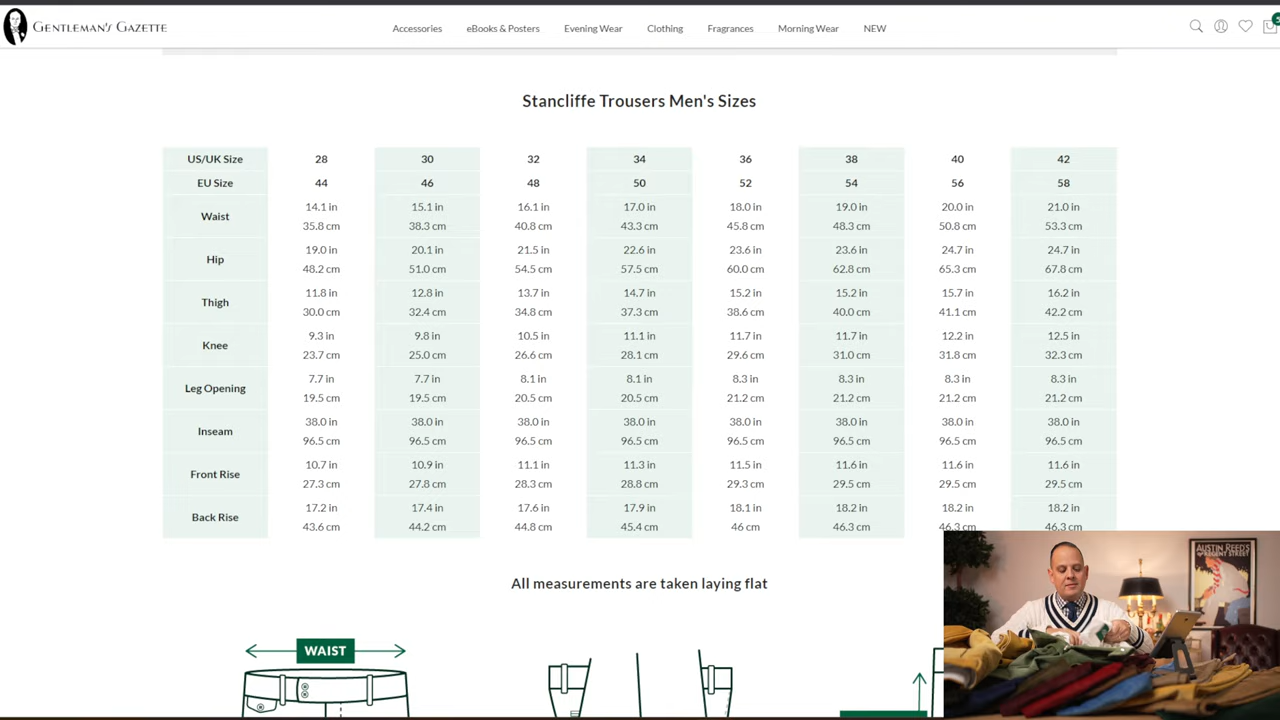 GENTLEMAN'S GAZETTE
Accessories eBooks & Posters Evening Wear Clothing Fragrances Morning Wear NEW
Stancliffe Trousers Men's Sizes
US/UK Size 28 30 32 34 36 38 40 42
EU Size 44 46 48 50 52 54 56 58
Waist
14.1 in 15.1 in 16.1 in 17.0 in 18.0 in 19.0 in 20.0 in 21.0 in
35.8 cm 38.3 cm 40.8 cm 43.3 cm 45.8 cm 48.3 cm 50.8 cm 53.3 cm
Hip
19.0 in 20.1 in 21.5 in 22.6 in 23.6 in 23.6 in 24.7 in 24.7 in
48.2 cm 51.0 cm 54.5 cm 57.5 cm 60.0 cm 62.8 cm 65.3 cm 67.8 cm
Thigh
11.8 in 12.8 in 13.7 in 14.7 in 15.2 in 15.2 in 15.7 in 16.2 in
30.0 cm 32.4 cm 34.8 cm 37.3 cm 38.6 cm 40.0 cm 41.1 cm 42.2 cm
Knee
9.3 in 9.8 in 10.5 in 11.1 in 11.7 in 11.7 in 12.2 in 12.5 in
23.7 cm 25.0 cm 26.6 cm 28.1 cm 29.6 cm 31.0 cm 31.8 cm 32.3 cm
Leg Opening
7.7 in 7.7 in 8.1 in 8.1 in 8.3 in 8.3 in 8.3 in 8.3 in
19.5 cm 19.5 cm 20.5 cm 20.5 cm 21.2 cm 21.2 cm 21.2 cm 21.2 cm
Inseam
38.0 in 38.0 in 38.0 in 38.0 in 38.0 in 38.0 in 38.0 in 38.0 in
96.5 cm 96.5 cm 96.5 cm 96.5 cm 96.5 cm 96.5 cm 96.5 cm 96.5 cm
Front Rise
10.7 in 10.9 in 11.1 in 11.3 in 11.5 in 11.6 in 11.6 in 11.6 in
27.3 cm 27.8 cm 28.3 cm 28.8 cm 29.3 cm 29.5 cm 29.5 cm 29.5 cm
Back Rise
17.2 in 17.4 in 17.6 in 17.9 in 18.1 in 18.2 in 18.2 in 18.2 in
43.6 cm 44.2 cm 44.8 cm 45.4 cm 46 cm 46.3 cm 46.3 cm 46.3 cm
All measurements are taken laying flat
WAIST
AUSTIN REED'S
OF REGENT STREET